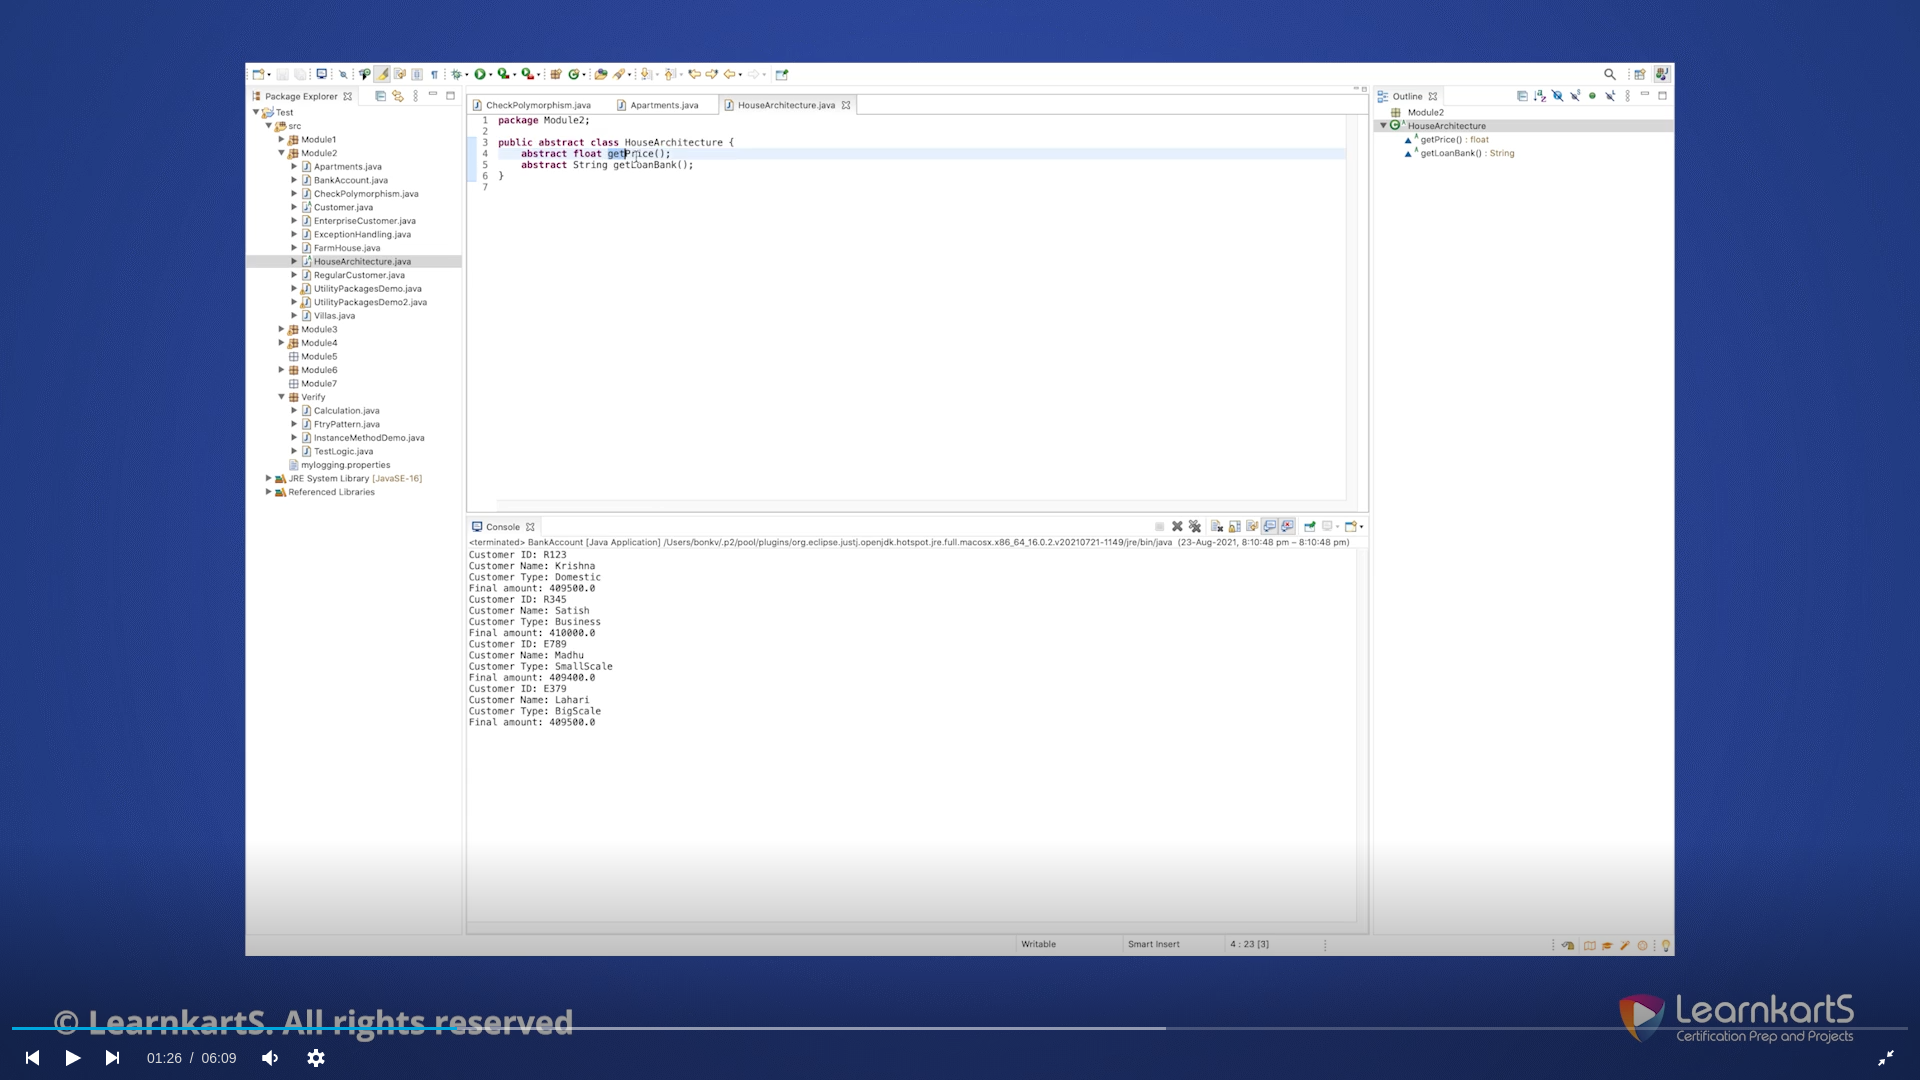 Package Explorer
Test
src
Module1
Module2
Apartments.java
BankAccount.java
CheckPolymorphism.java
Customer.java
EnterpriseCustomer.java
ExceptionHandling.java
FarmHouse.java
HouseArchitecture.java
RegularCustomer.java
UtilityPackagesDemo.java
UtilityPackagesDemo2.java
Villas.java
Module3
Module4
Module5
Module6
Module7
Verify
Calculation.java
FtryPattern.java
InstanceMethodDemo.java
TestLogic.java
mylogging.properties
JRE System Library [JavaSE-16]
Referenced Libraries
CheckPolymorphism.java Apartments.java HouseArchitecture.java
1 package Module2;
2
3 public abstract class HouseArchitecture {
4 abstract float getPrice();
5 abstract String getLoanBank();
6 }
7
Outline
Module2
HouseArchitecture
getPrice() : float
getLoanBank() : String
Console
<terminated> BankAccount [Java Application] /Users/bonkv/.p2/pool/plugins/org.eclipse.justj.openjdk.hotspot.jre.full.macosx.x86_64_16.0.2.v20210721-1149/jre/bin/java (23-Aug-2021, 8:10:48 pm – 8:10:48 pm)
Customer ID: R123
Customer Name: Krishna
Customer Type: Domestic
Final amount: 409500.0
Customer ID: R345
Customer Name: Satish
Customer Type: Business
Final amount: 410000.0
Customer ID: E789
Customer Name: Madhu
Customer Type: SmallScale
Final amount: 409400.0
Customer ID: E379
Customer Name: Lahari
Customer Type: BigScale
Final amount: 409500.0
Writable Smart Insert 4 : 23 [3]
© LearnkartS. All rights reserved
LearnkartS
Certification Prep and Projects
01:26 / 06:09